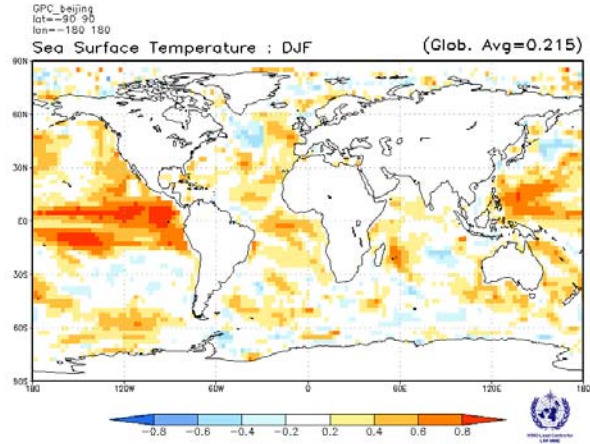 GPC_beijing
lat=-90 90
lon=-180 180
Sea Surface Temperature : DJF (Glob. Avg=0.215)
90N
60N
30N
EQ
30S
60S
90S
180 120W 60W 0 60E 120E 180
-0.8 -0.6 -0.4 -0.2 0.2 0.4 0.6 0.8